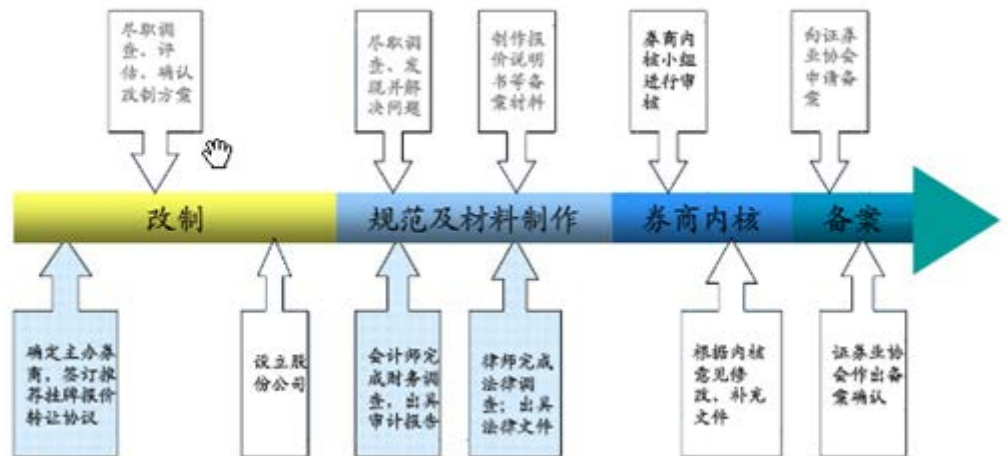 尽职调
查、评
估、确认
改制方案
尽职调
查、发
现并解
决问题
制作报
价说明
书等备
案材料
券商内
核小组
进行审
核
向证券
业协会
申请备
案
改制
规范及材料制作
券商内核
备案
确定主办券
商，签订推
荐挂牌报价
转让协议
设立股
份公司
会计师完
成财务调
查，出具
审计报告
律师完成
法律调
查；出具
法律文件
根据内核
意见修
改、补充
文件
证券业协
会作出备
案确认